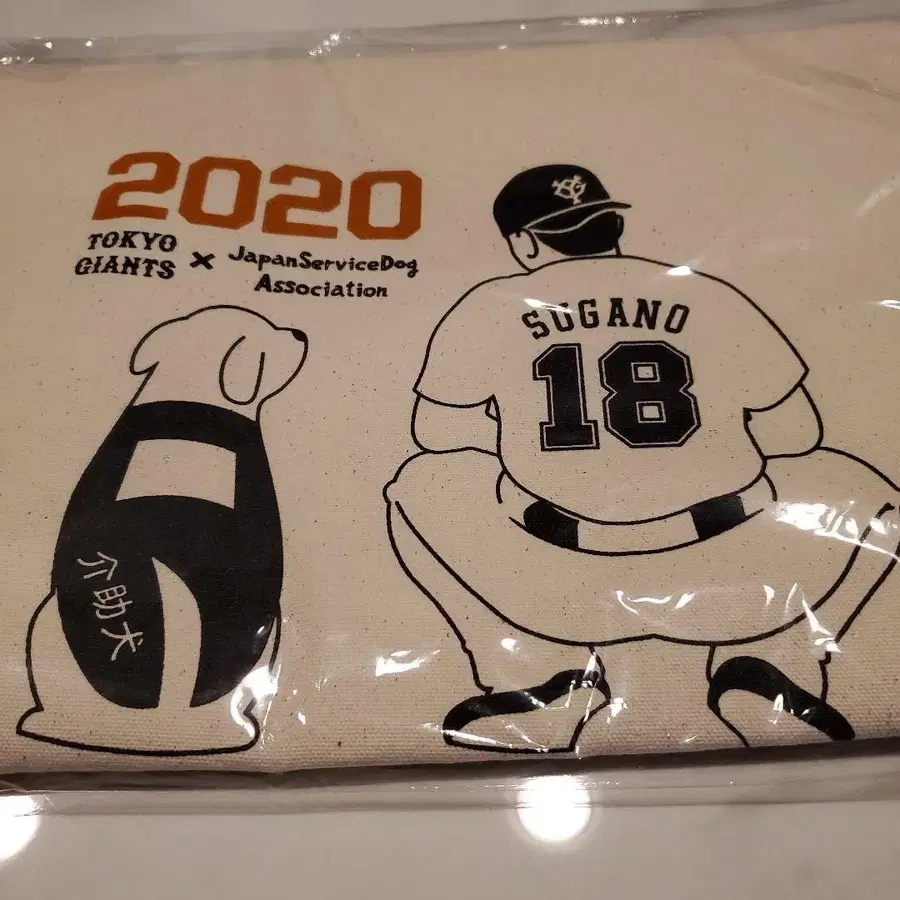 2020
TOKYO
GIANTS × JapanServiceDog
Association
SUGANO
18
介助犬